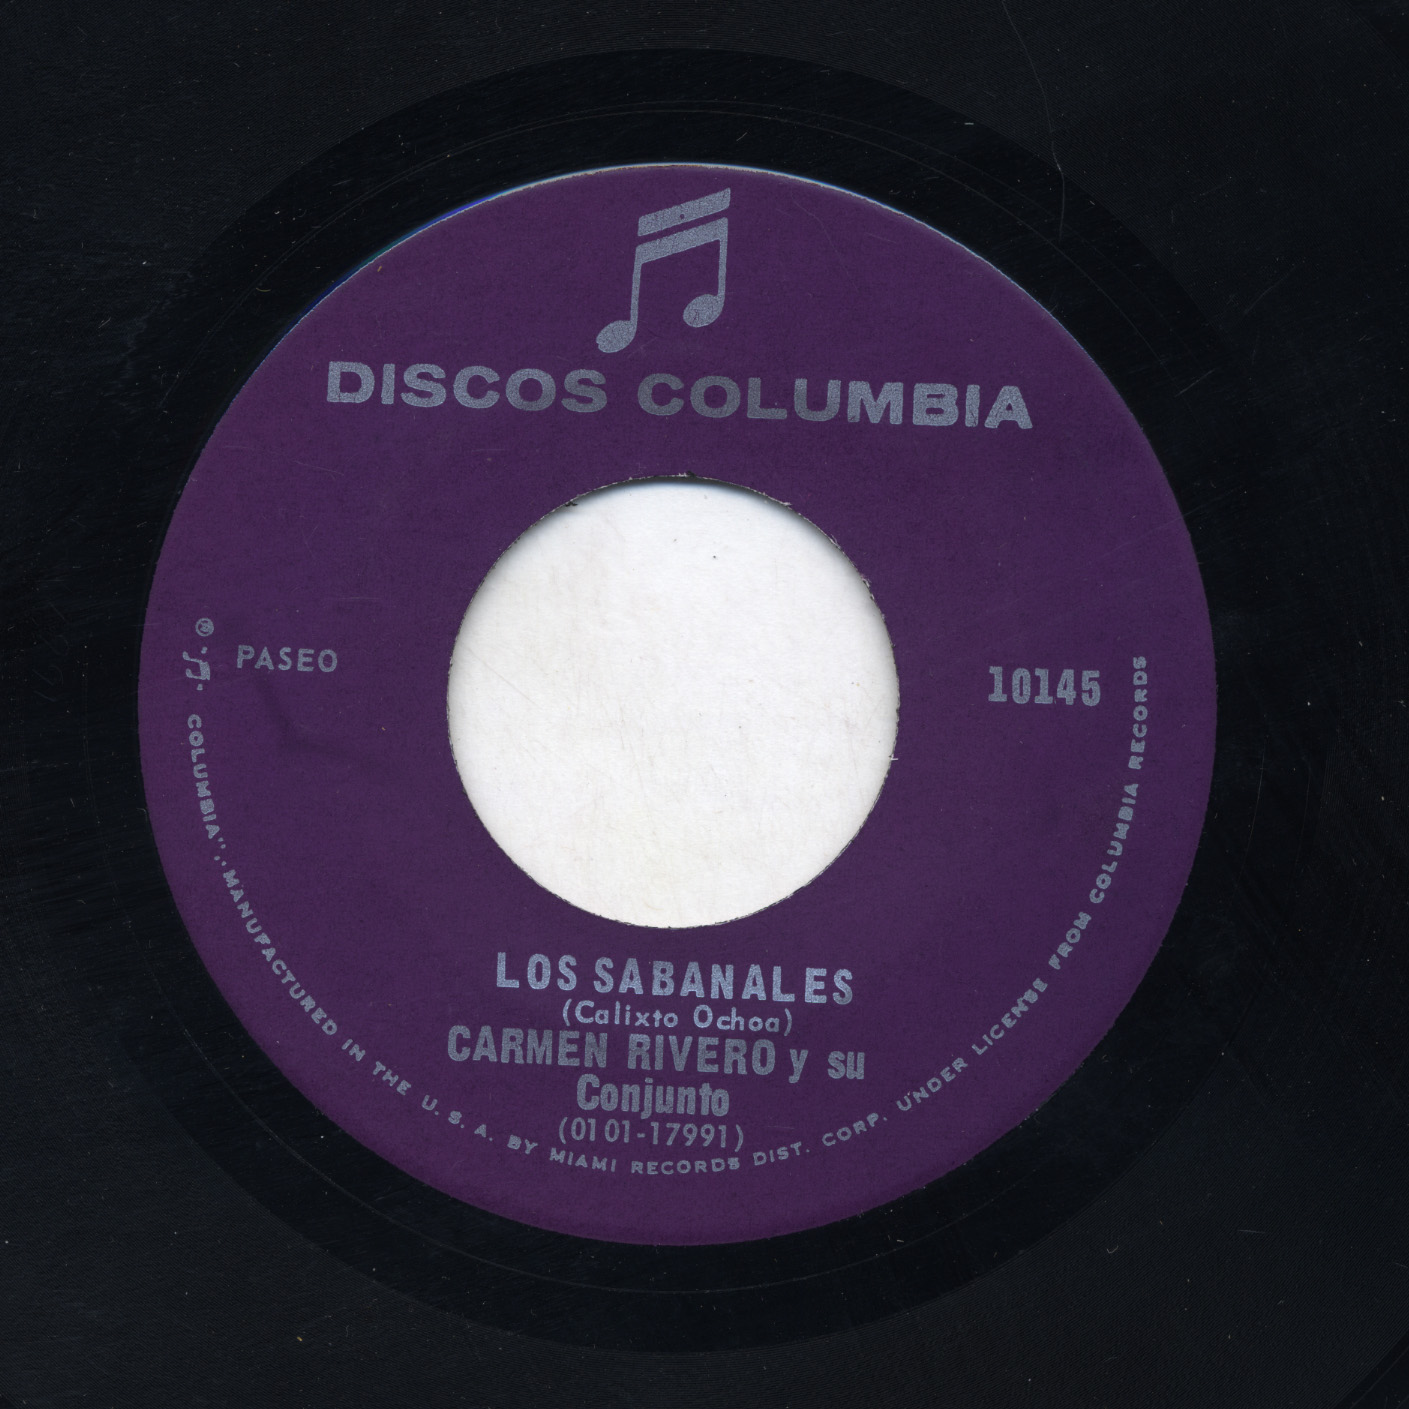 DISCOS COLUMBIA
PASEO
10145
LOS SABANALES
(Calixto Ochoa)
CARMEN RIVERO y su
Conjunto
(0101-17991)
® "♫, COLUMBIA", MANUFACTURED IN THE U. S. A. BY MIAMI RECORDS DIST. CORP. UNDER LICENSE FROM COLUMBIA RECORDS